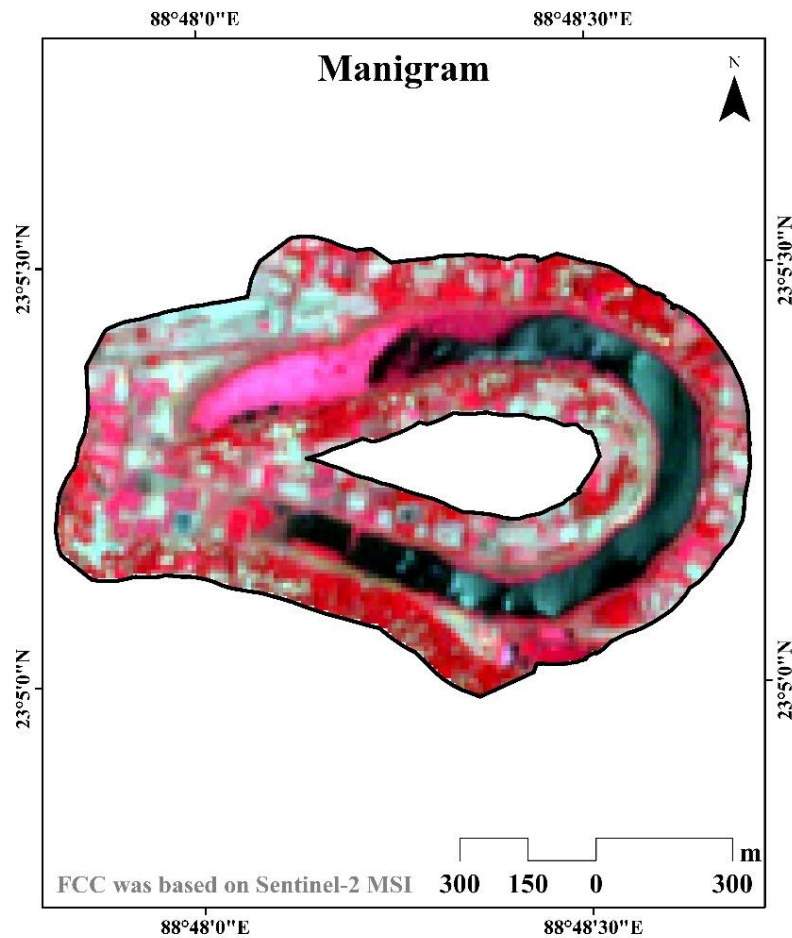 88°48'0"E 88°48'30"E
Manigram
N
23°5'30"N 23°5'30"N
23°5'0"N 23°5'0"N
m
FCC was based on Sentinel-2 MSI 300 150 0 300
88°48'0"E 88°48'30"E